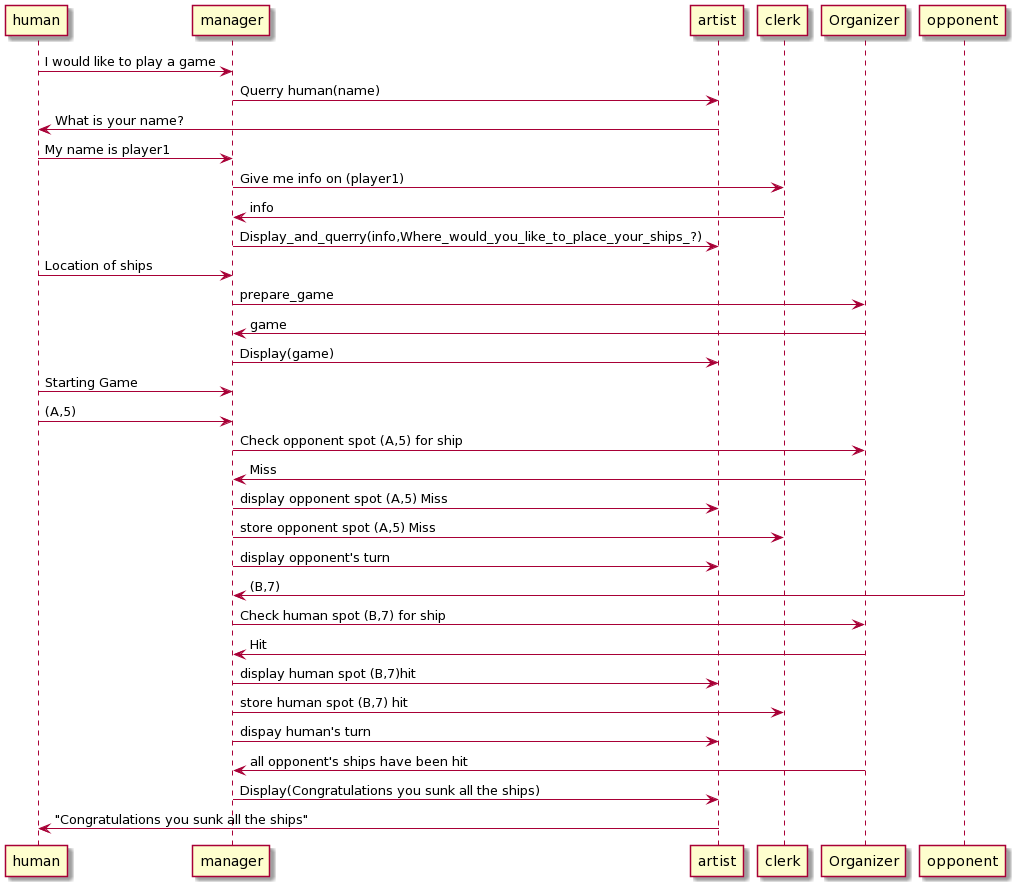 human manager artist clerk Organizer opponent
I would like to play a game
Querry human(name)
What is your name?
My name is player1
Give me info on (player1)
info
Display_and_querry(info,Where_would_you_like_to_place_your_ships_?)
Location of ships
prepare_game
game
Display(game)
Starting Game
(A,5)
Check opponent spot (A,5) for ship
Miss
display opponent spot (A,5) Miss
store opponent spot (A,5) Miss
display opponent's turn
(B,7)
Check human spot (B,7) for ship
Hit
display human spot (B,7)hit
store human spot (B,7) hit
dispay human's turn
all opponent's ships have been hit
Display(Congratulations you sunk all the ships)
"Congratulations you sunk all the ships"
human manager artist clerk Organizer opponent